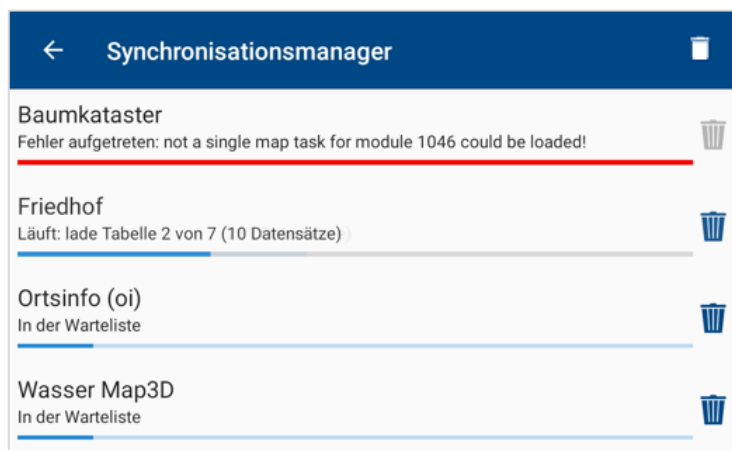 Synchronisationsmanager
Baumkataster
Fehler aufgetreten: not a single map task for module 1046 could be loaded!
Friedhof
Läuft: lade Tabelle 2 von 7 (10 Datensätze)
Ortsinfo (oi)
In der Warteliste
Wasser Map3D
In der Warteliste